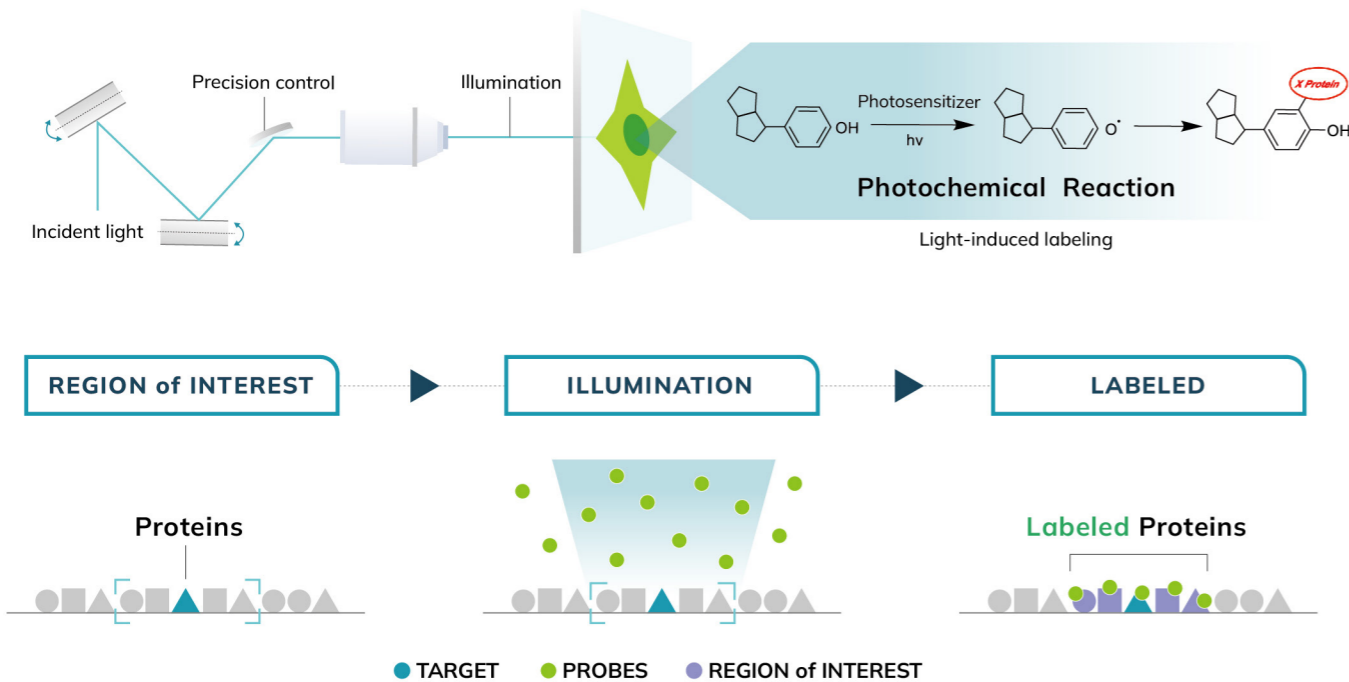 Precision control
Illumination
Incident light
OH
Photosensitizer
hv
O•
X Protein
OH
Photochemical Reaction
Light-induced labeling
REGION of INTEREST
ILLUMINATION
LABELED
Proteins
Labeled Proteins
TARGET
PROBES
REGION of INTEREST